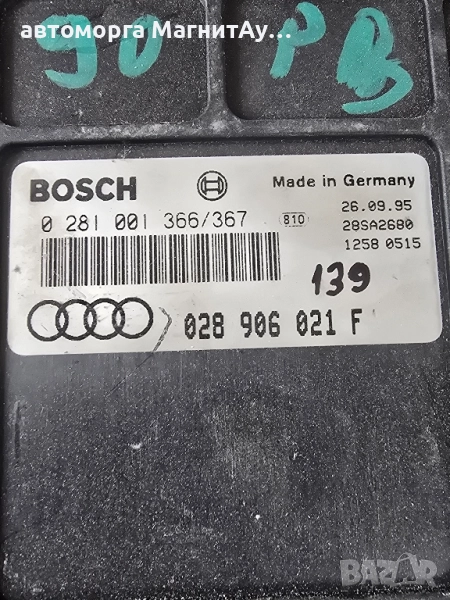 автоморга МагнитАу...
90 PB
BOSCH
Made in Germany
0 281 001 366/367
810
26.09.95
28SA2680
1258 0515
139
028 906 021 F
BAZAR